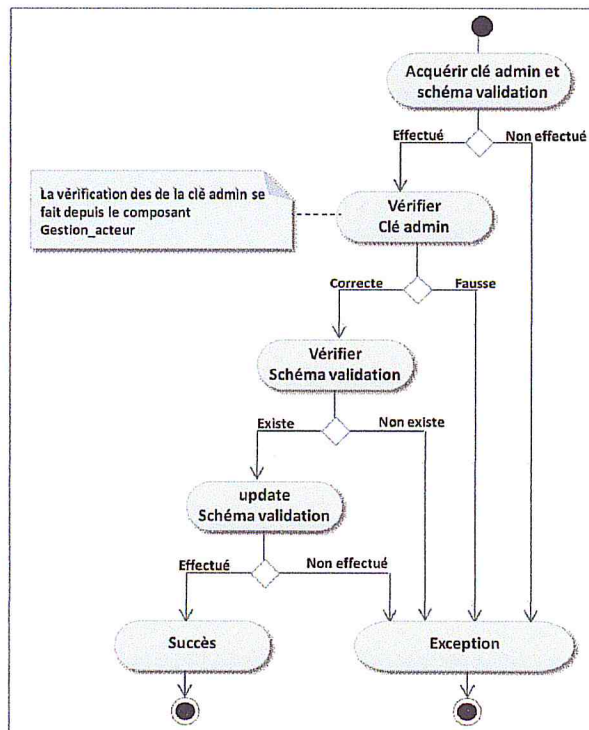 Acquérir clé admin et
schéma validation
Effectué
Non effectué
La vérification des de la clé admin se
fait depuis le composant
Gestion_acteur
Vérifier
Clé admin
Correcte
Fausse
Vérifier
Schéma validation
Existe
Non existe
update
Schéma validation
Effectué
Non effectué
Succès
Exception